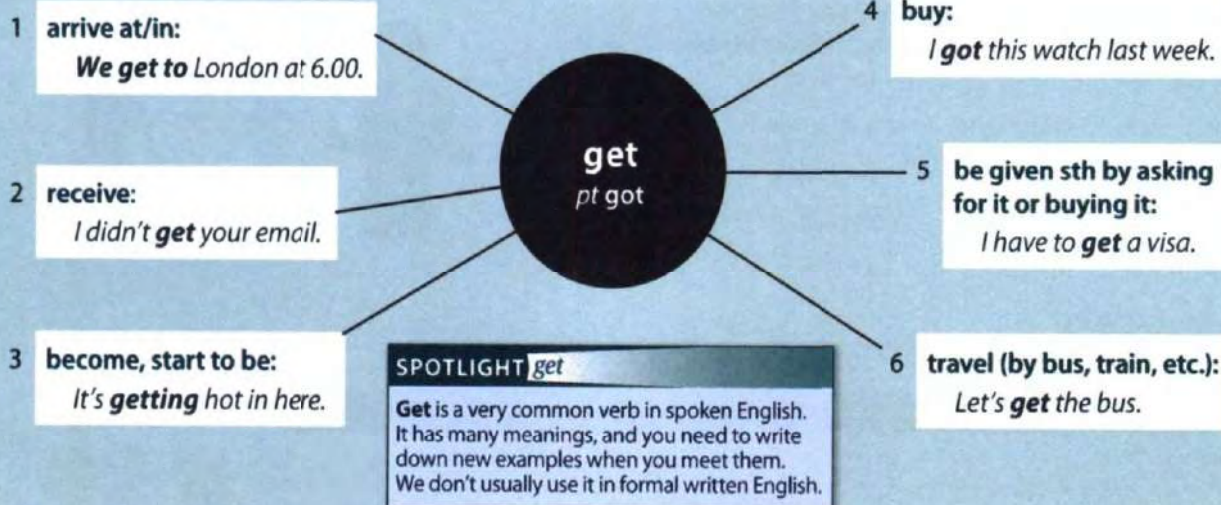 1 arrive at/in:
We get to London at 6.00.
2 receive:
I didn't get your email.
3 become, start to be:
It's getting hot in here.
get
pt got
4 buy:
I got this watch last week.
5 be given sth by asking
for it or buying it:
I have to get a visa.
6 travel (by bus, train, etc.):
Let's get the bus.
SPOTLIGHT get
Get is a very common verb in spoken English.
It has many meanings, and you need to write
down new examples when you meet them.
We don't usually use it in formal written English.